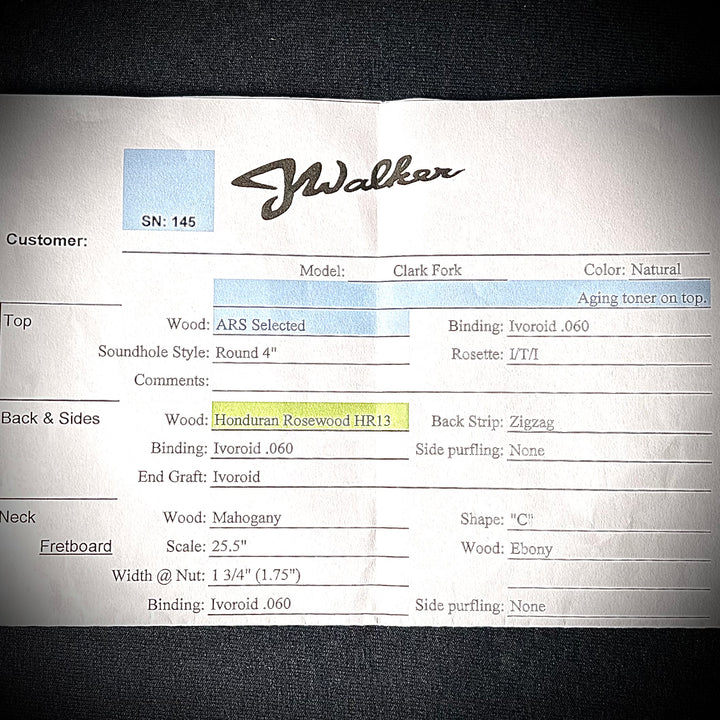 JWalker
SN: 145
Customer:
Model: Clark Fork Color: Natural
Aging toner on top.
Top Wood: ARS Selected Binding: Ivoroid .060
Soundhole Style: Round 4" Rosette: I/T/I
Comments:
Back & Sides Wood: Honduran Rosewood HR13 Back Strip: Zigzag
Binding: Ivoroid .060 Side purfling: None
End Graft: Ivoroid
Neck Wood: Mahogany Shape: "C"
Fretboard Scale: 25.5" Wood: Ebony
Width @ Nut: 1 3/4" (1.75")
Binding: Ivoroid .060 Side purfling: None